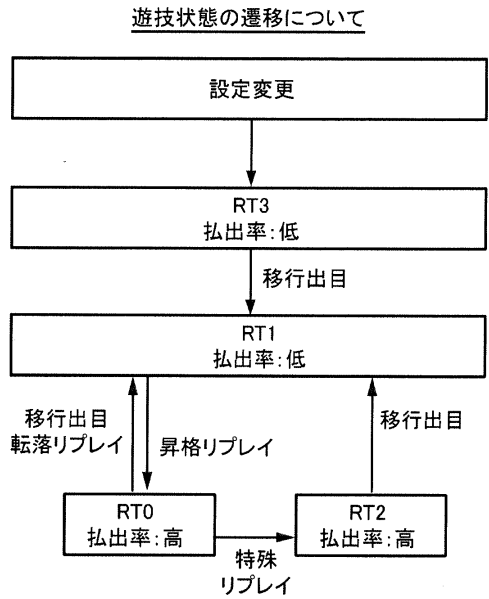 遊技状態の遷移について
設定変更
RT3
払出率:低
移行出目
RT1
払出率:低
移行出目
転落リプレイ
昇格リプレイ
移行出目
RT0
払出率:高
特殊
リプレイ
RT2
払出率:高